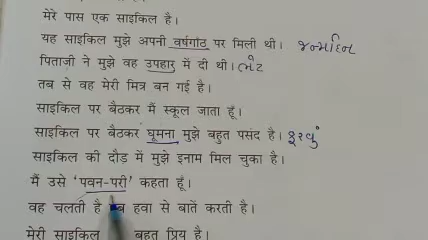 मेरे पास एक साइकिल है।
यह साइकिल मुझे अपनी वर्षगाँठ पर मिली थी। જન્મદિન
पिताजी ने मुझे वह उपहार में दी थी। ભેટ
तब से वह मेरी मित्र बन गई है।
साइकिल पर बैठकर मैं स्कूल जाता हूँ।
साइकिल पर बैठकर घूमना मुझे बहुत पसंद है। ફરવું
साइकिल की दौड़ में मुझे इनाम मिल चुका है।
मैं उसे 'पवन-परी' कहता हूँ।
वह चलती है हवा से बातें करती है।
मेरी साइकिल बहुत प्रिय है।